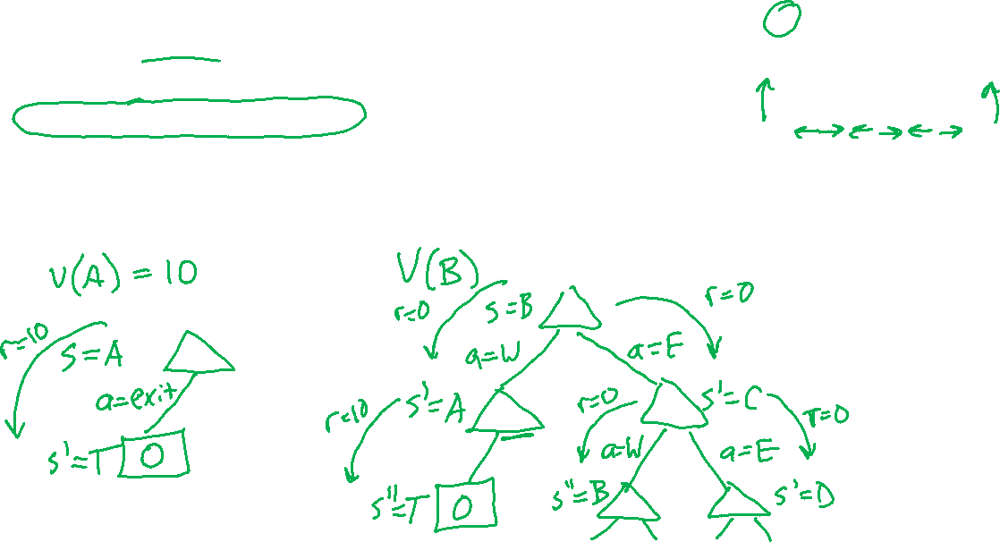 V(A) = 10
V(B)
r=0
s=B
r=0
r=10
s=A
a=W
a=E
a=exit
r=10
s'=A
r=0
s'=C
r=0
s'=T
0
a=W
a=E
s''=T
0
s''=B
s'=D